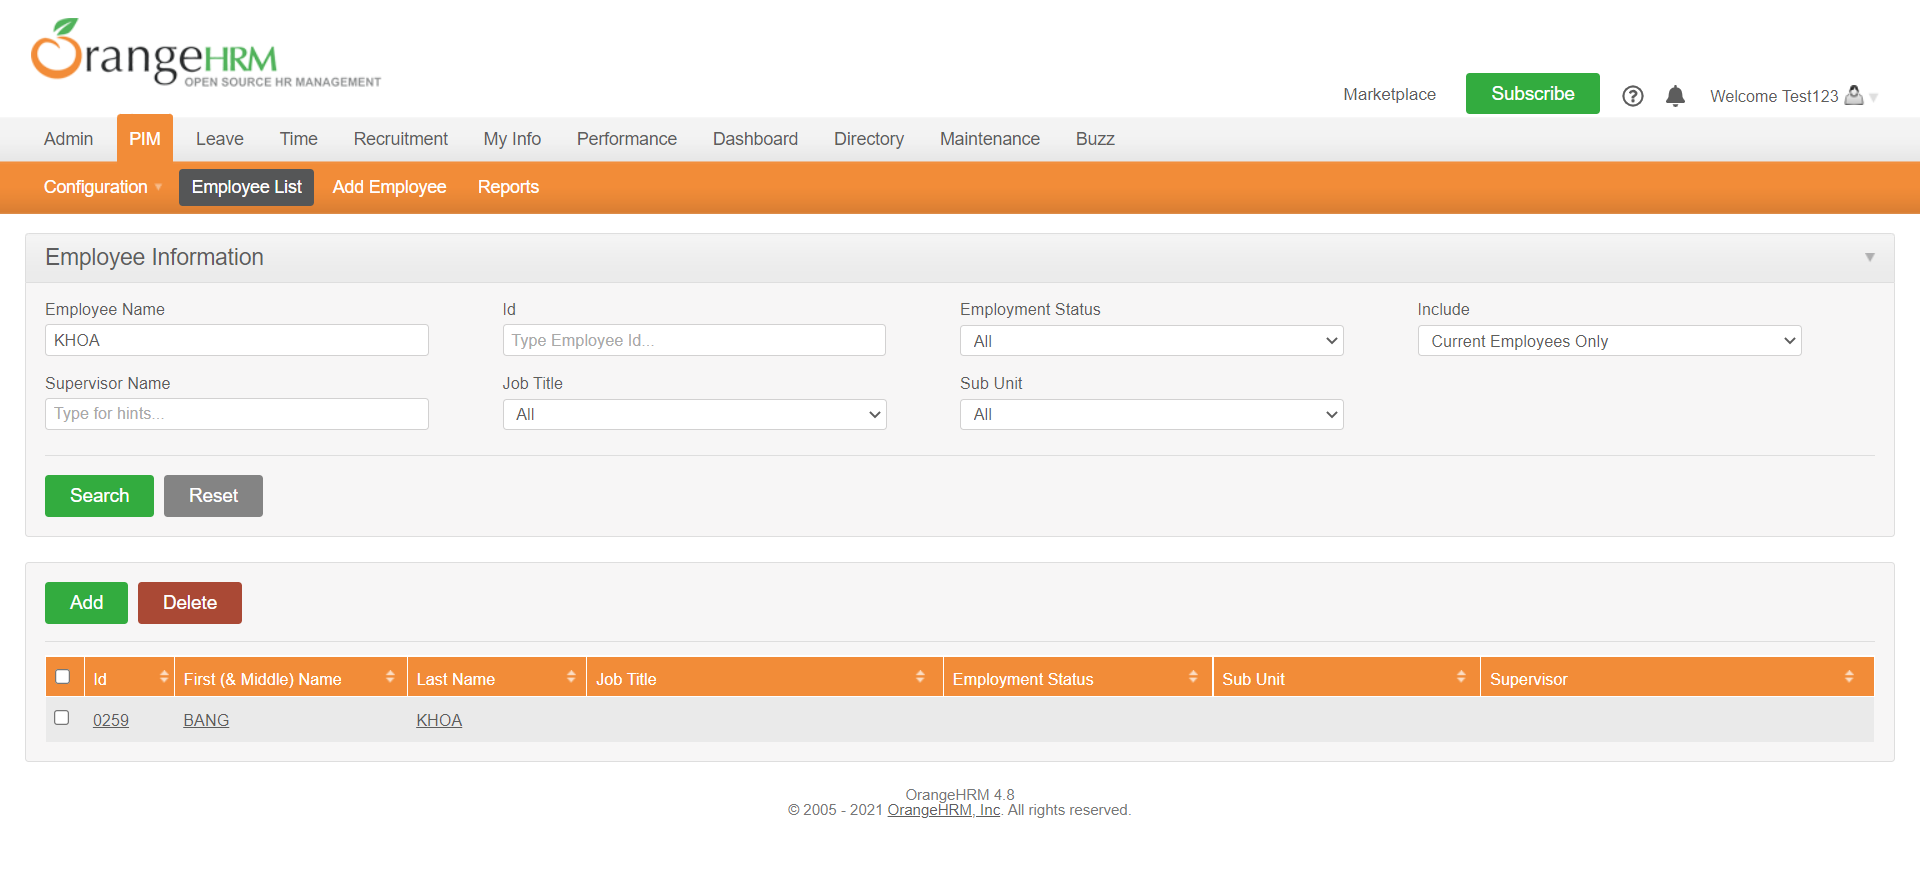 OrangeHRM
OPEN SOURCE HR MANAGEMENT
Marketplace
Subscribe
Welcome Test123
Admin
PIM
Leave
Time
Recruitment
My Info
Performance
Dashboard
Directory
Maintenance
Buzz
Configuration
Employee List
Add Employee
Reports
Employee Information
Employee Name
Id
Employment Status
Include
KHOA
Type Employee Id...
All
Current Employees Only
Supervisor Name
Job Title
Sub Unit
Type for hints...
All
All
Search
Reset
Add
Delete
Id
First (& Middle) Name
Last Name
Job Title
Employment Status
Sub Unit
Supervisor
0259
BANG
KHOA
OrangeHRM 4.8
© 2005 - 2021 OrangeHRM, Inc. All rights reserved.